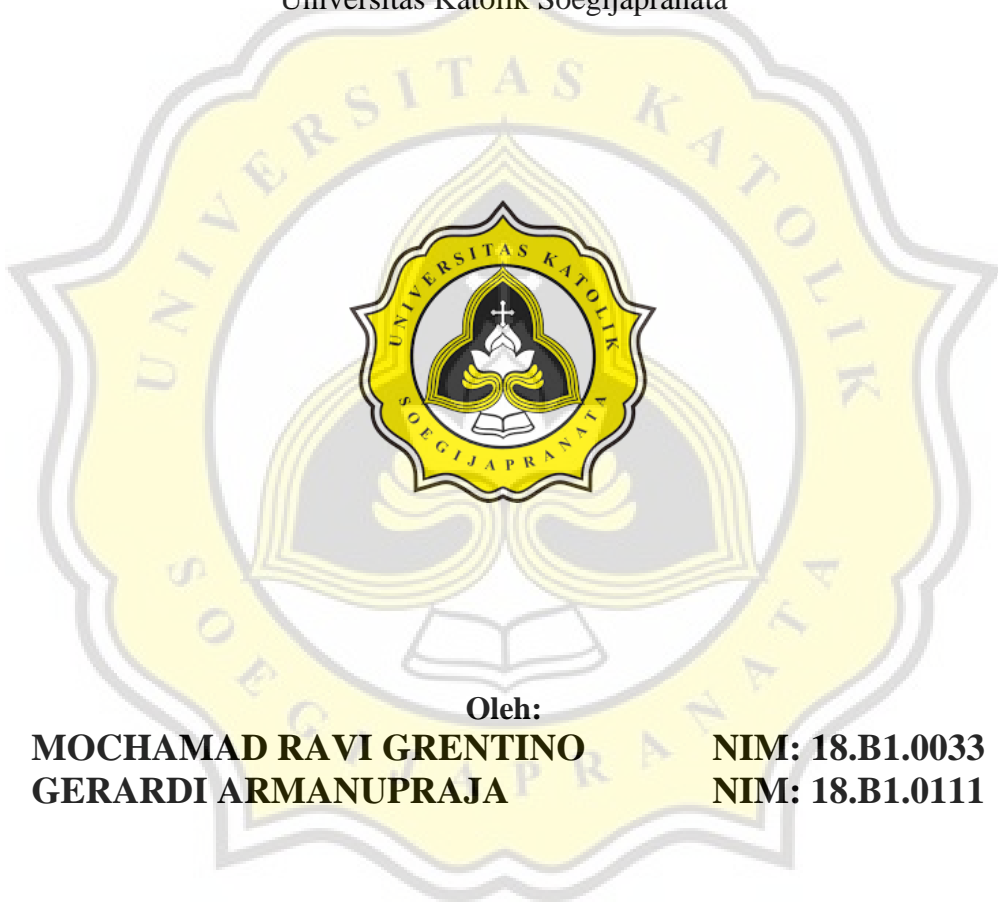 Universitas Katolik Soegijapranata
UNIVERSITAS KATOLIK
SOEGIJAPRANATA
UNIVERSITAS KATOLIK
SOEGIJAPRANATA
Oleh:
MOCHAMAD RAVI GRENTINO NIM: 18.B1.0033
GERARDI ARMANUPRAJA NIM: 18.B1.0111